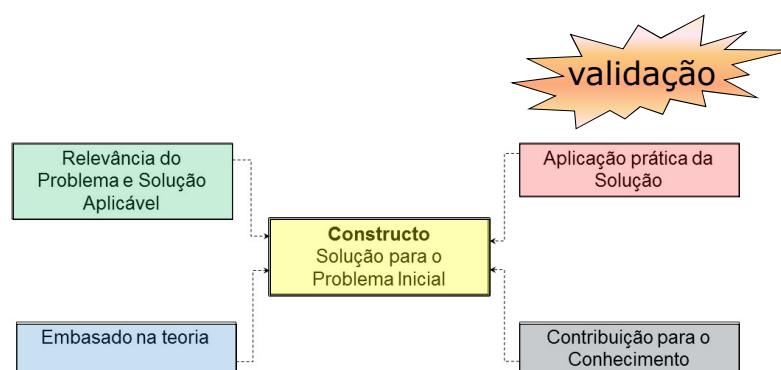 validação
Relevância do
Problema e Solução
Aplicável
Aplicação prática da
Solução
Constructo
Solução para o
Problema Inicial
Embasado na teoria
Contribuição para o
Conhecimento